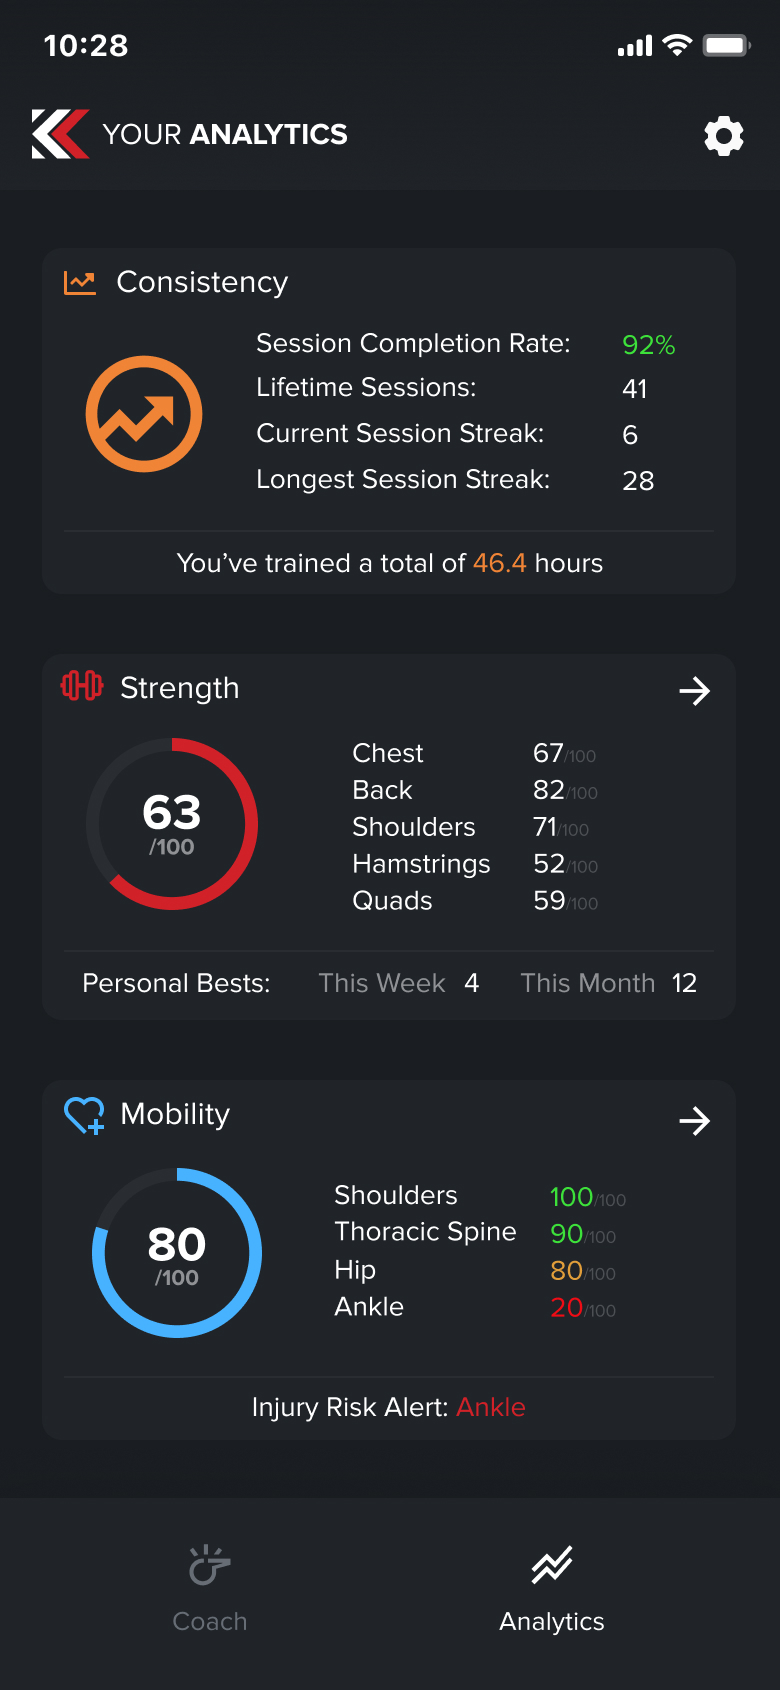 10:28
YOUR ANALYTICS
Consistency
Session Completion Rate: 92%
Lifetime Sessions: 41
Current Session Streak: 6
Longest Session Streak: 28
You’ve trained a total of 46.4 hours
Strength
63
/100
Chest 67/100
Back 82/100
Shoulders 71/100
Hamstrings 52/100
Quads 59/100
Personal Bests: This Week 4 This Month 12
Mobility
80
/100
Shoulders 100/100
Thoracic Spine 90/100
Hip 80/100
Ankle 20/100
Injury Risk Alert: Ankle
Coach Analytics